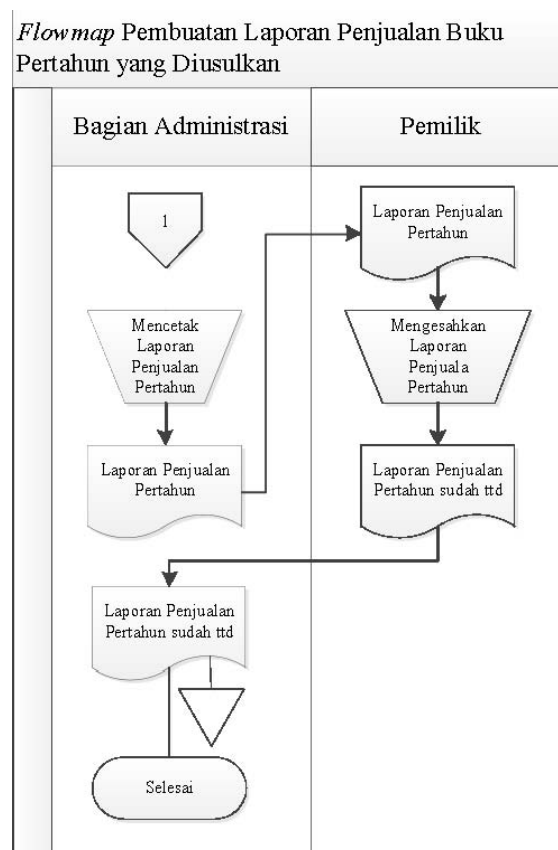 Flowmap Pembuatan Laporan Penjualan Buku
Pertahun yang Diusulkan
Bagian Administrasi
Pemilik
1
Laporan Penjualan
Pertahun
Mencetak
Laporan
Penjualan
Pertahun
Mengesahkan
Laporan
Penjuala
Pertahun
Laporan Penjualan
Pertahun
Laporan Penjualan
Pertahun sudah ttd
Laporan Penjualan
Pertahun sudah ttd
Selesai